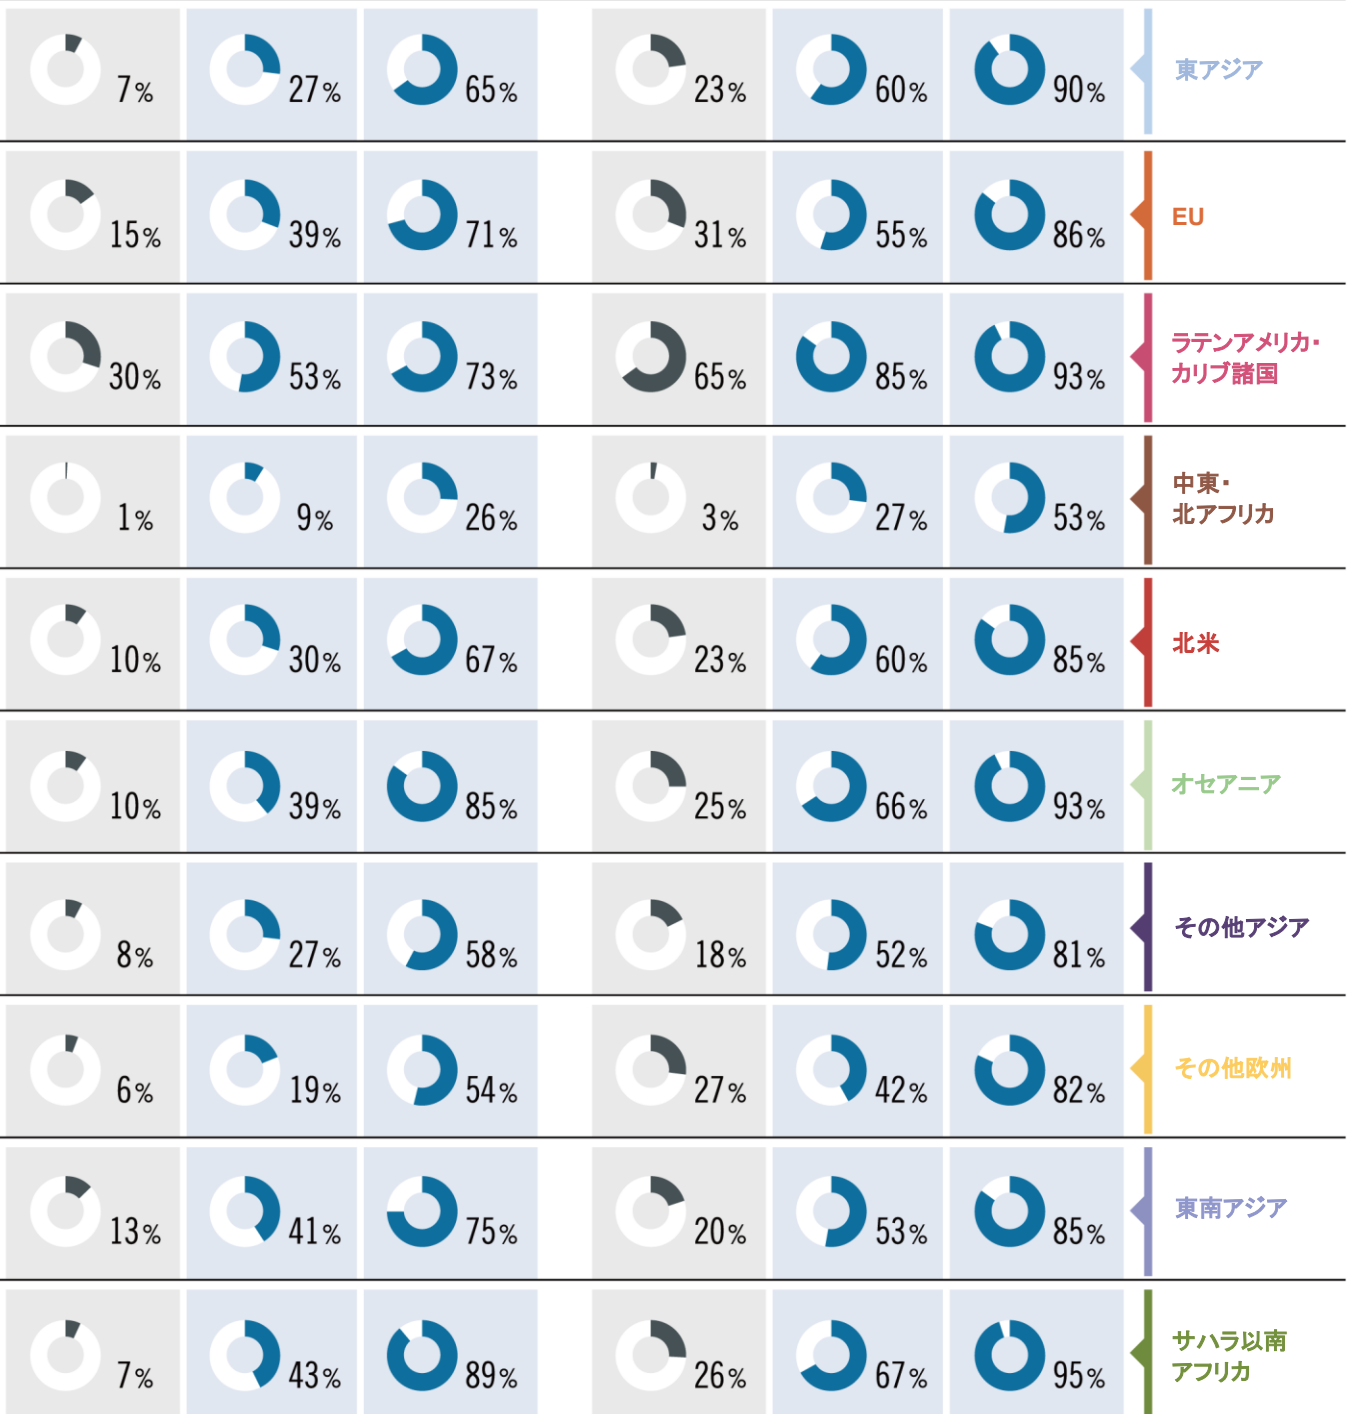 7% 27% 65% 23% 60% 90% 東アジア
15% 39% 71% 31% 55% 86% EU
30% 53% 73% 65% 85% 93% ラテンアメリカ・
カリブ諸国
1% 9% 26% 3% 27% 53% 中東・
北アフリカ
10% 30% 67% 23% 60% 85% 北米
10% 39% 85% 25% 66% 93% オセアニア
8% 27% 58% 18% 52% 81% その他アジア
6% 19% 54% 27% 42% 82% その他欧州
13% 41% 75% 20% 53% 85% 東南アジア
7% 43% 89% 26% 67% 95% サハラ以南
アフリカ